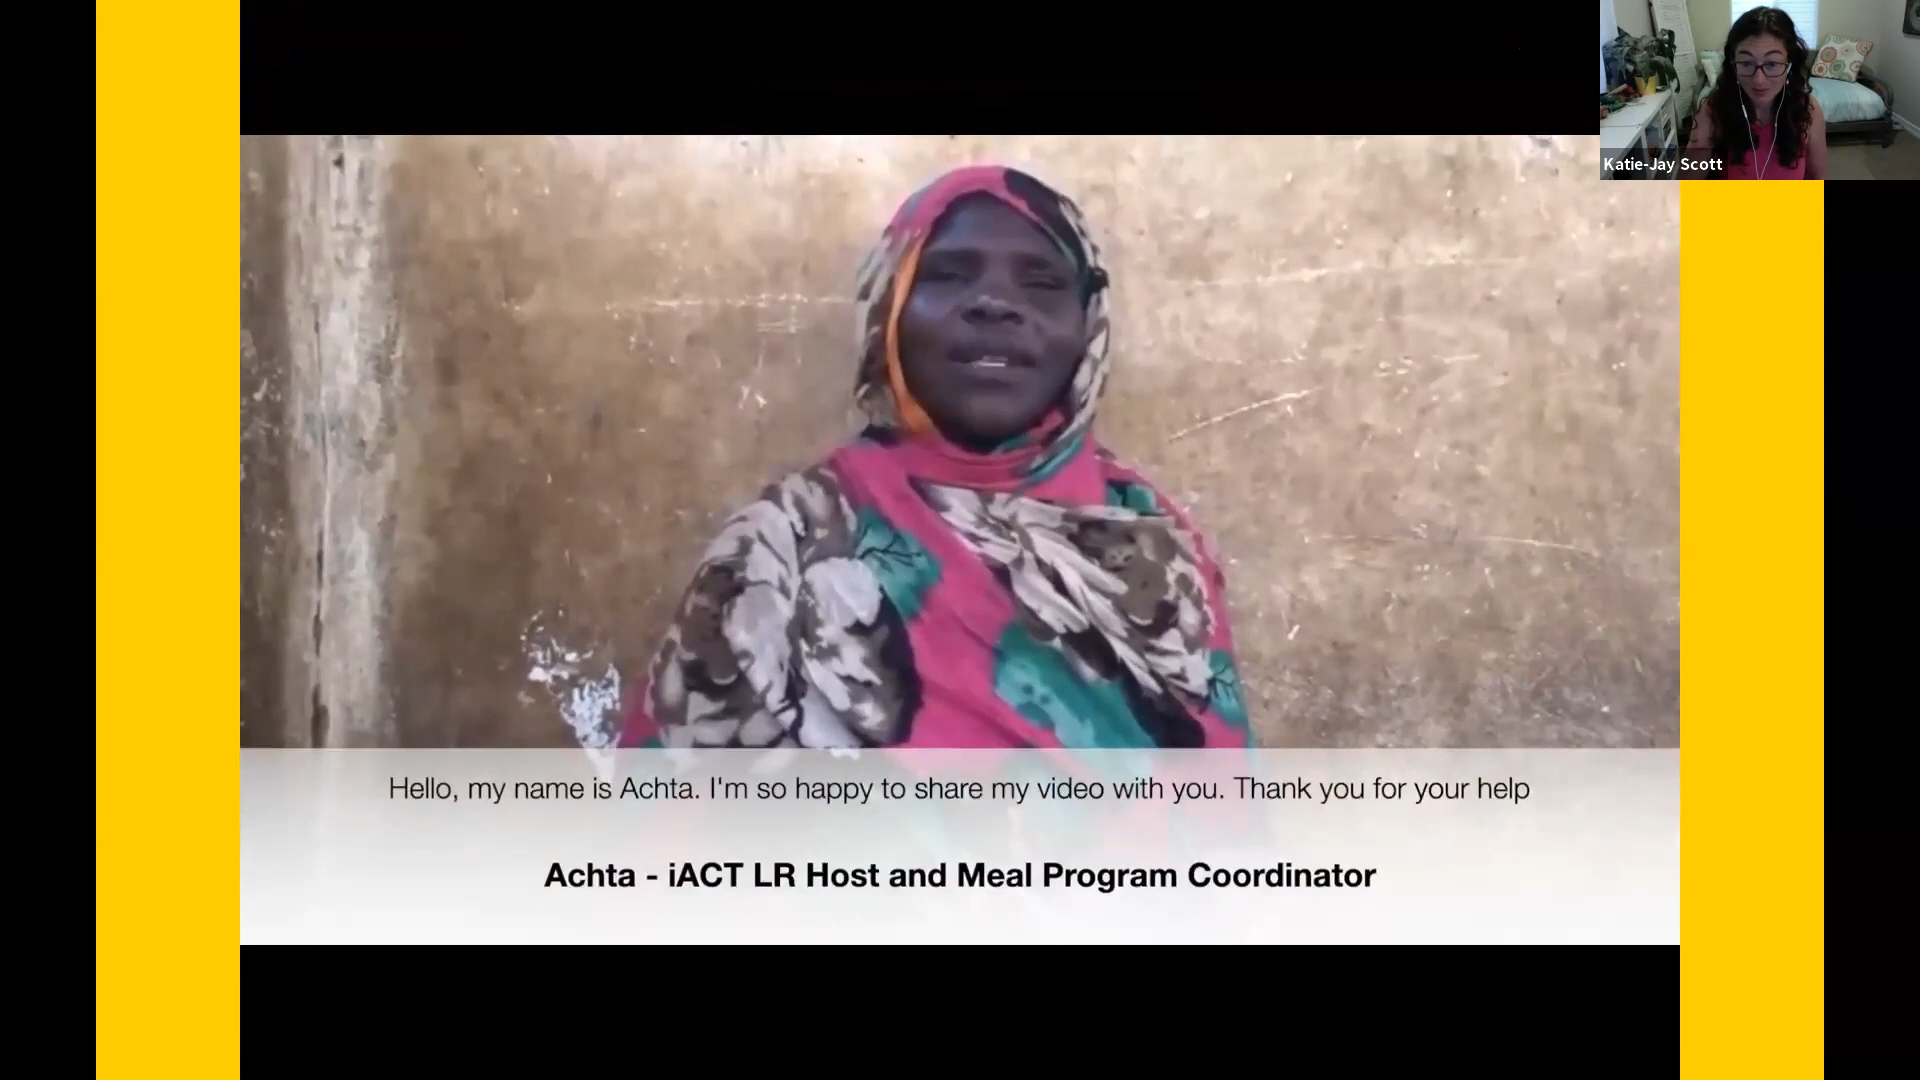 Katie-Jay Scott
Hello, my name is Achta. I'm so happy to share my video with you. Thank you for your help
Achta - iACT LR Host and Meal Program Coordinator